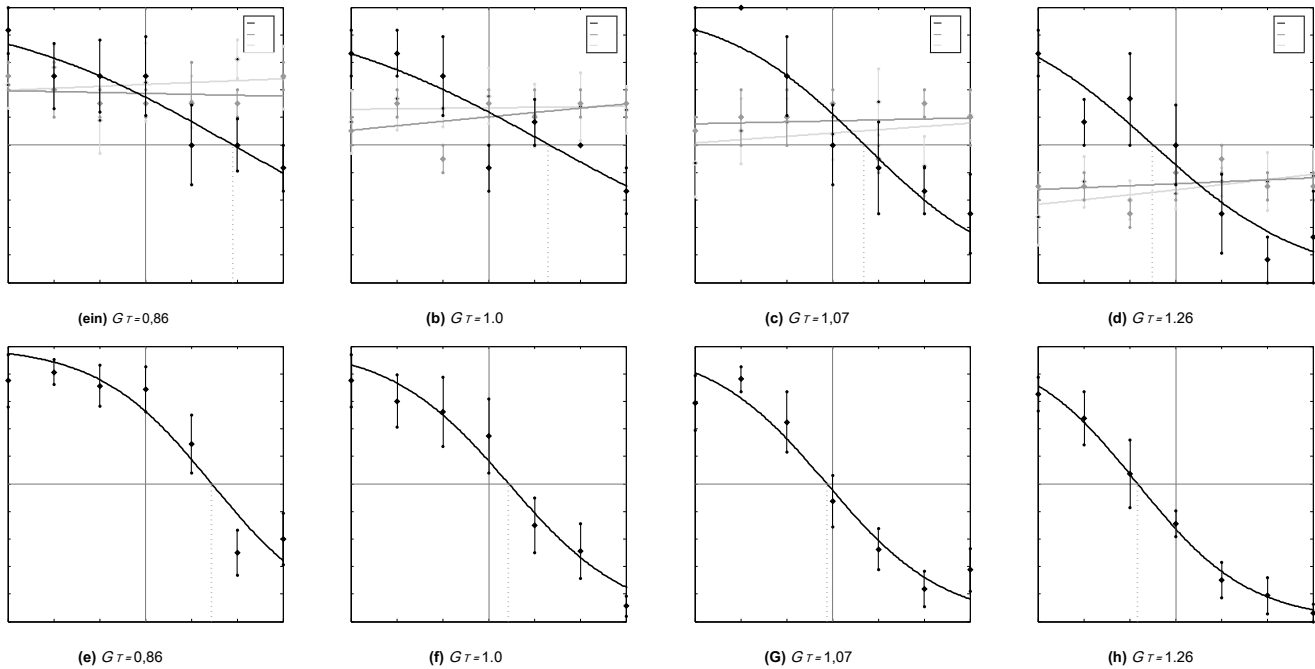 (ein) G T = 0,86
(b) G T = 1.0
(c) G T = 1,07
(d) G T = 1.26
(e) G T = 0,86
(f) G T = 1.0
(G) G T = 1,07
(h) G T = 1.26